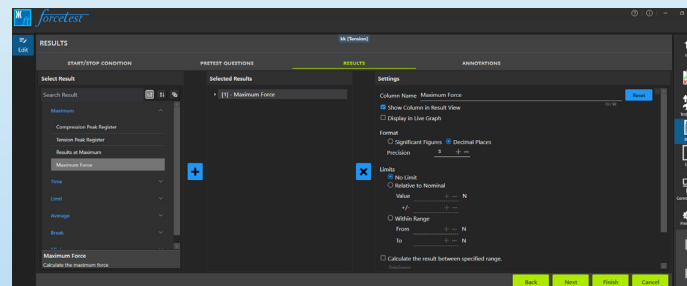 forcetest
kk [Tension]
Edit
RESULTS
START/STOP CONDITION
PRETEST QUESTIONS
RESULTS
ANNOTATIONS
Select Result
Search Result
Maximum
Compression Peak Register
Tension Peak Register
Results at Maximum
Maximum Force
Time
Limit
Average
Break
Maximum Force
Calculate the maximum force
Selected Results
[1] - Maximum Force
Settings
Column Name Maximum Force
Reset
Show Column in Result View
Display in Live Graph
Format
Significant Figures Decimal Places
Precision 5 + −
Limits
No Limit
Relative to Nominal
Value + − N
+/- + −
Within Range
From + − N
To + − N
Calculate the result between specified range.
Back Next Finish Cancel